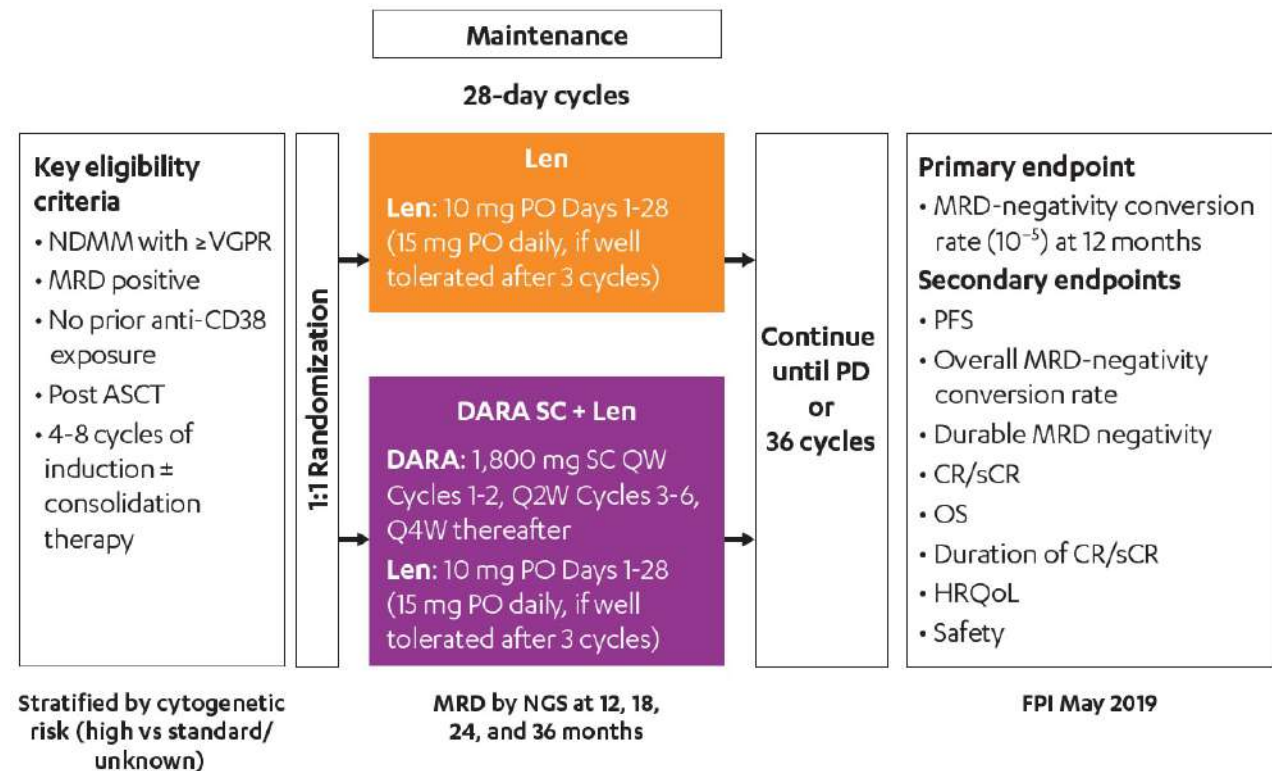 Maintenance
28-day cycles
Key eligibility
criteria
• NDMM with ≥VGPR
• MRD positive
• No prior anti-CD38
exposure
• Post ASCT
• 4-8 cycles of
induction ±
consolidation
therapy
Stratified by cytogenetic
risk (high vs standard/
unknown)
1:1 Randomization
Len
Len: 10 mg PO Days 1-28
(15 mg PO daily, if well
tolerated after 3 cycles)
DARA SC + Len
DARA: 1,800 mg SC QW
Cycles 1-2, Q2W Cycles 3-6,
Q4W thereafter
Len: 10 mg PO Days 1-28
(15 mg PO daily, if well
tolerated after 3 cycles)
MRD by NGS at 12, 18,
24, and 36 months
Continue
until PD
or
36 cycles
Primary endpoint
• MRD-negativity conversion
rate (10⁻⁵) at 12 months
Secondary endpoints
• PFS
• Overall MRD-negativity
conversion rate
• Durable MRD negativity
• CR/sCR
• OS
• Duration of CR/sCR
• HRQoL
• Safety
FPI May 2019